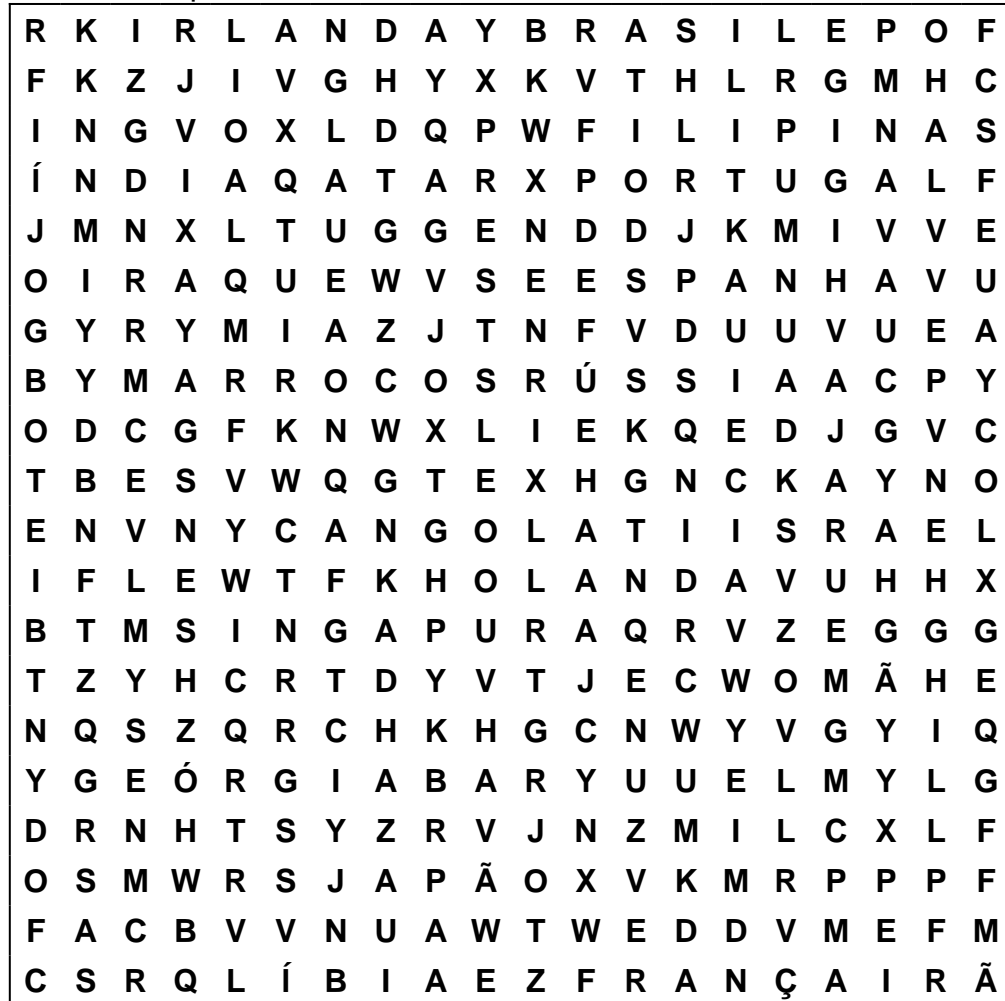 R K I R L A N D A Y B R A S I L E P O F
F K Z J I V G H Y X K V T H L R G M H C
I N G V O X L D Q P W F I L I P I N A S
Í N D I A Q A T A R X P O R T U G A L F
J M N X L T U G G E N D D J K M I V V E
O I R A Q U E W V S E E S P A N H A V U
G Y R Y M I A Z J T N F V D U U V U E A
B Y M A R R O C O S R Ú S S I A A C P Y
O D C G F K N W X L I E K Q E D J G V C
T B E S V W Q G T E X H G N C K A Y N O
E N V N Y C A N G O L A T I I S R A E L
I F L E W T F K H O L A N D A V U H H X
B T M S I N G A P U R A Q R V Z E G G G
T Z Y H C R T D Y V T J E C W O M Ã H E
N Q S Z Q R C H K H G C N W Y V G Y I Q
Y G E Ó R G I A B A R Y U U E L M Y L G
D R N H T S Y Z R V J N Z M I L C X L F
O S M W R S J A P Ã O X V K M R P P P F
F A C B V V N U A W T W E D D V M E F M
C S R Q L Í B I A E Z F R A N Ç A I R Ã